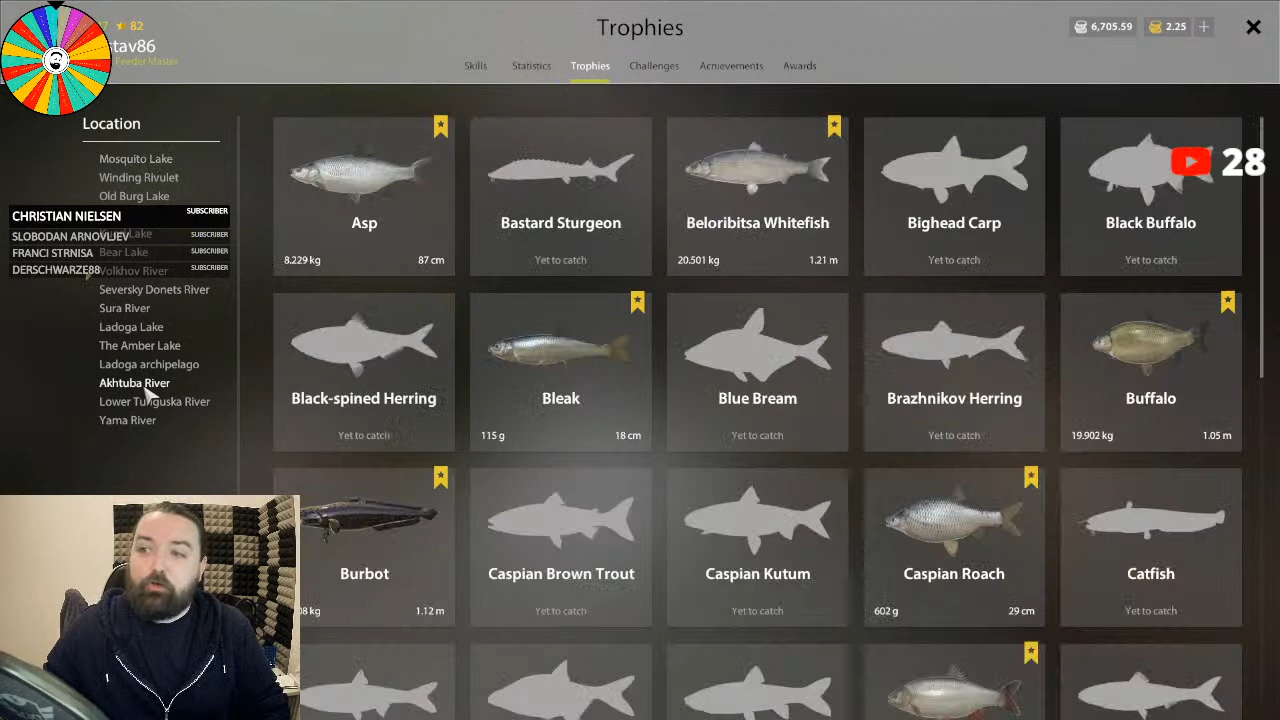 82
Trophies
6,705.59
2.25
tav86
Feeder Master
Skills
Statistics
Trophies
Challenges
Achievements
Awards
Location
Mosquito Lake
Winding Rivulet
Old Burg Lake
CHRISTIAN NIELSEN SUBSCRIBER
SLOBODAN ARNOVLJEV SUBSCRIBER
FRANCI STRNISA SUBSCRIBER
Bear Lake
DERSCHWARZE88 SUBSCRIBER
Volkhov River
Seversky Donets River
Sura River
Ladoga Lake
The Amber Lake
Ladoga archipelago
Akhtuba River
Lower Tunguska River
Yama River
28
Asp
8.229 kg
87 cm
Bastard Sturgeon
Yet to catch
Beloribitsa Whitefish
20.501 kg
1.21 m
Bighead Carp
Yet to catch
Black Buffalo
Yet to catch
Black-spined Herring
Yet to catch
Bleak
115 g
18 cm
Blue Bream
Yet to catch
Brazhnikov Herring
Yet to catch
Buffalo
19.902 kg
1.05 m
Burbot
1.12 m
Caspian Brown Trout
Yet to catch
Caspian Kutum
Yet to catch
Caspian Roach
602 g
29 cm
Catfish
Yet to catch